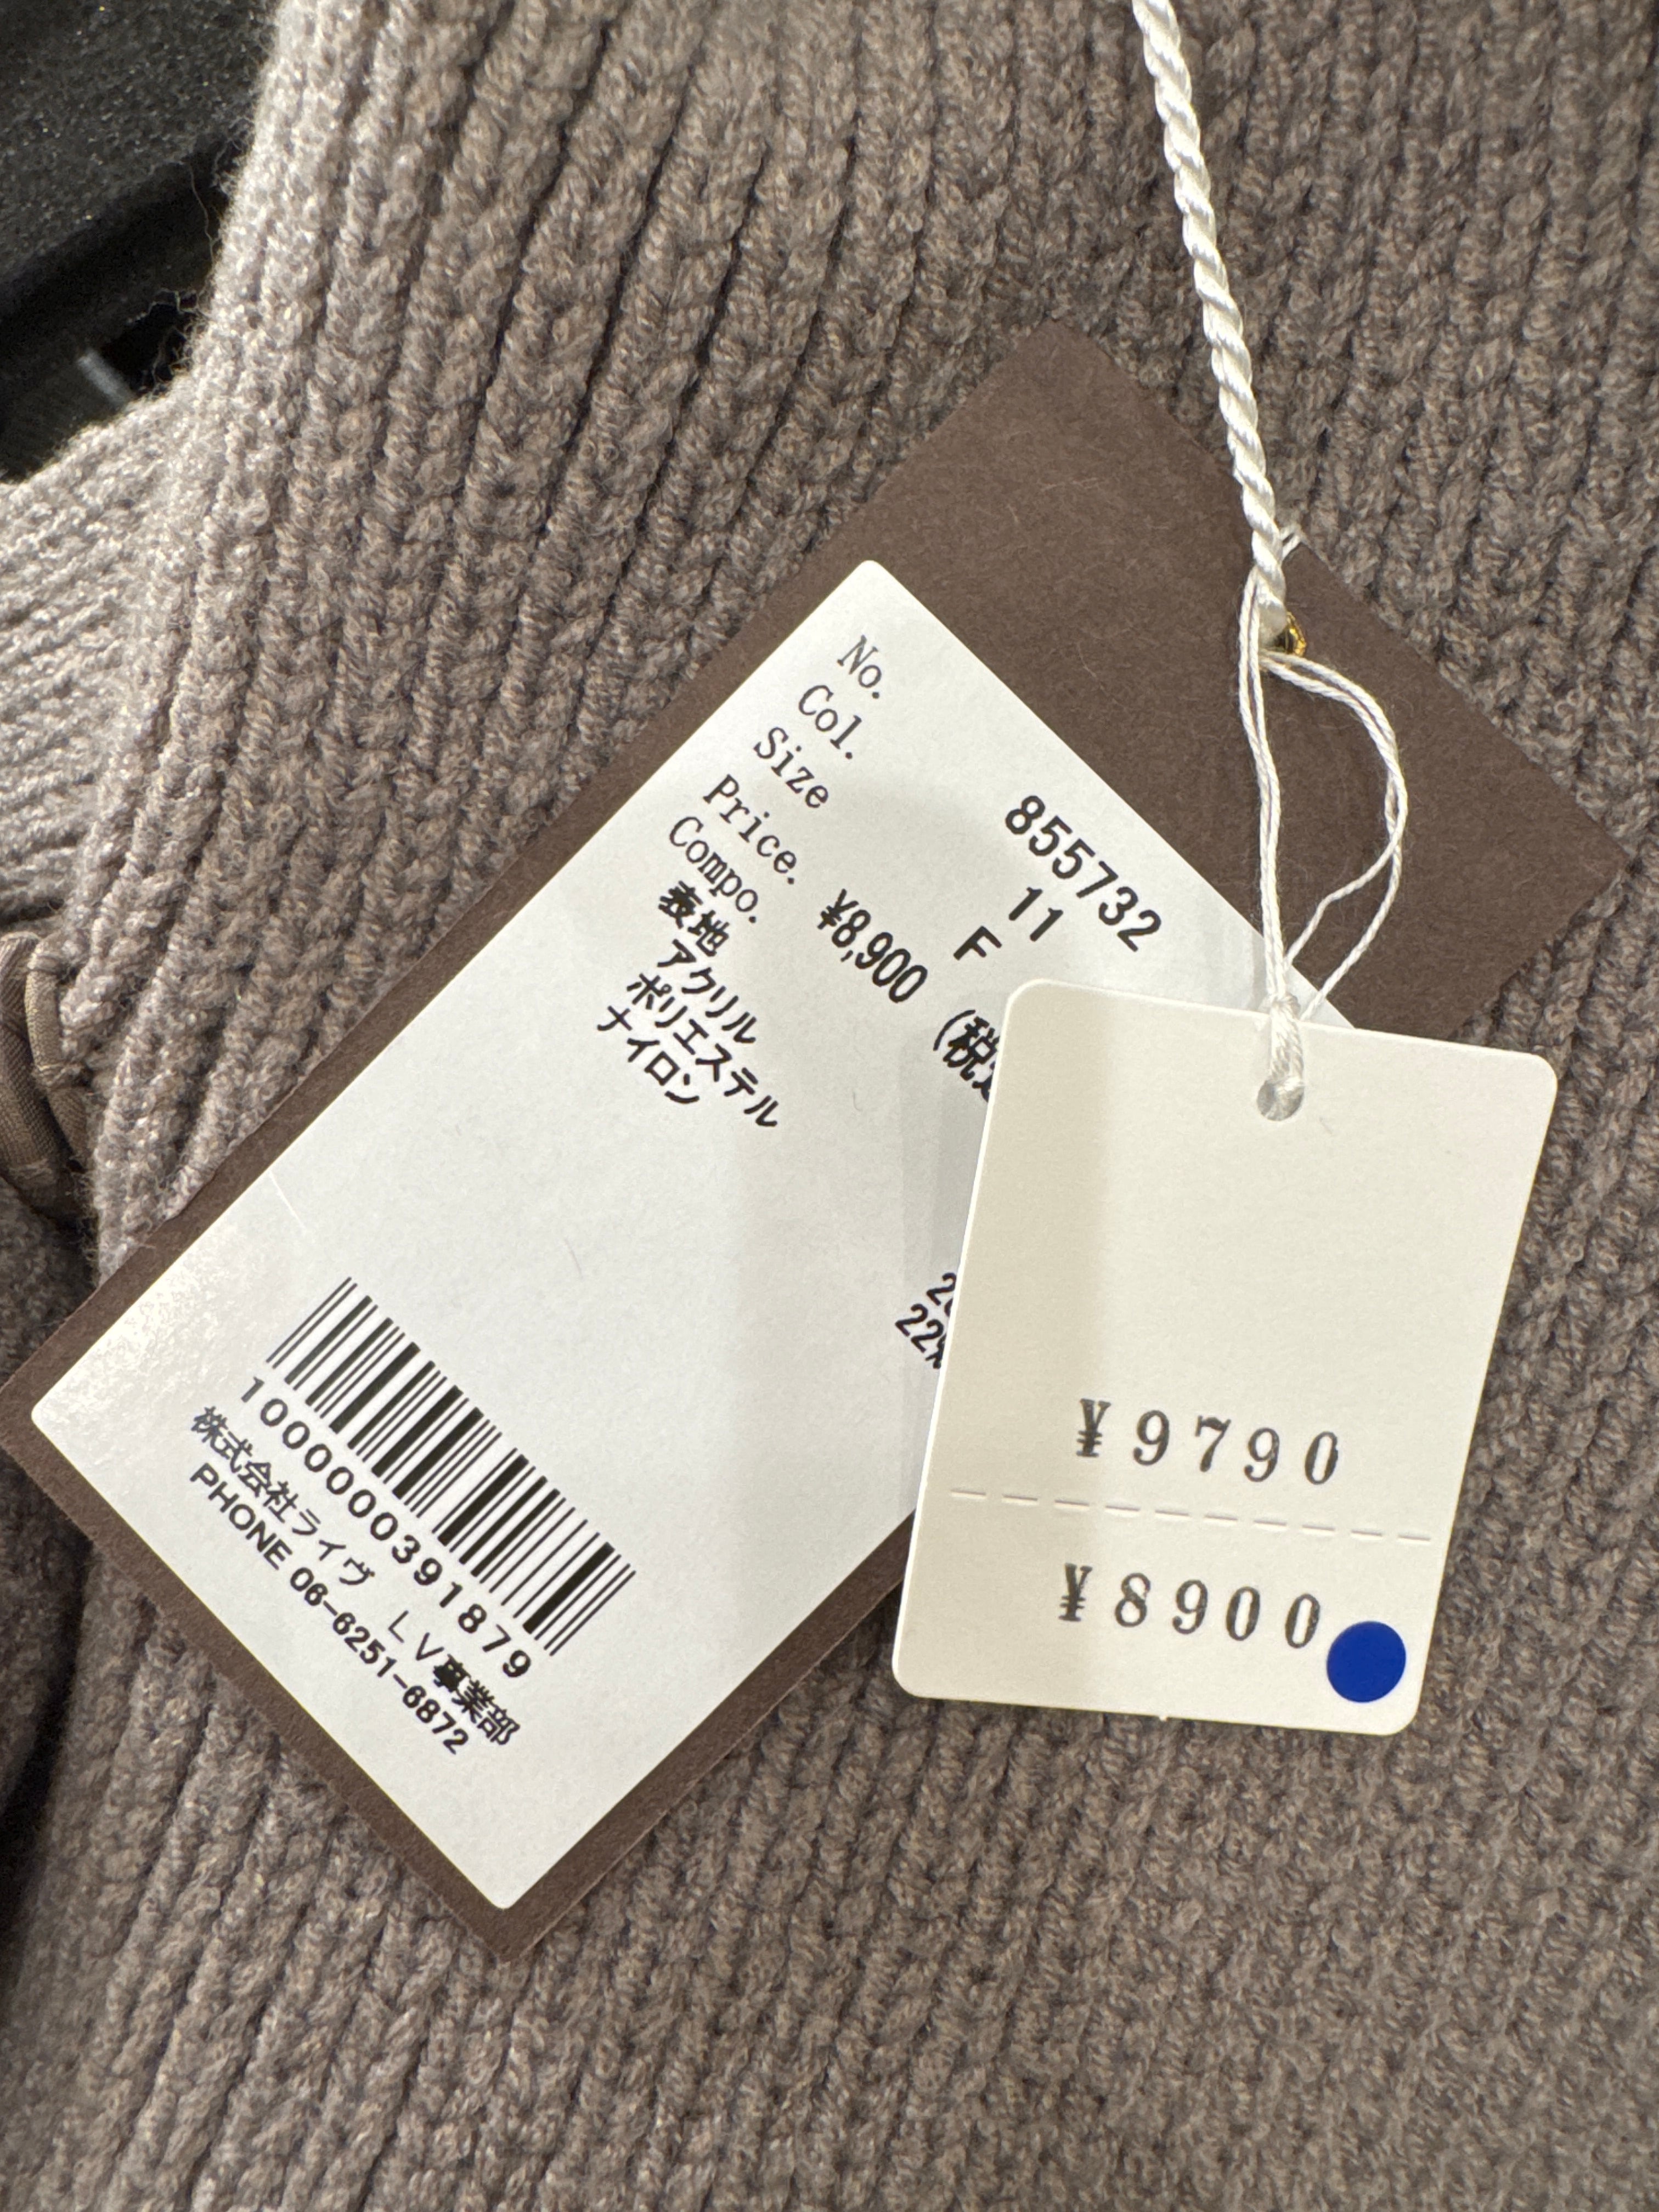 No. 855732
Col. 11
Size F
Price. ¥8,900 (税
Compo.
表地
アクリル
ポリエステル
ナイロン 22%
1000000391879
株式会社ライヴ LV事業部
PHONE 06-6251-6872
¥9790
¥8900